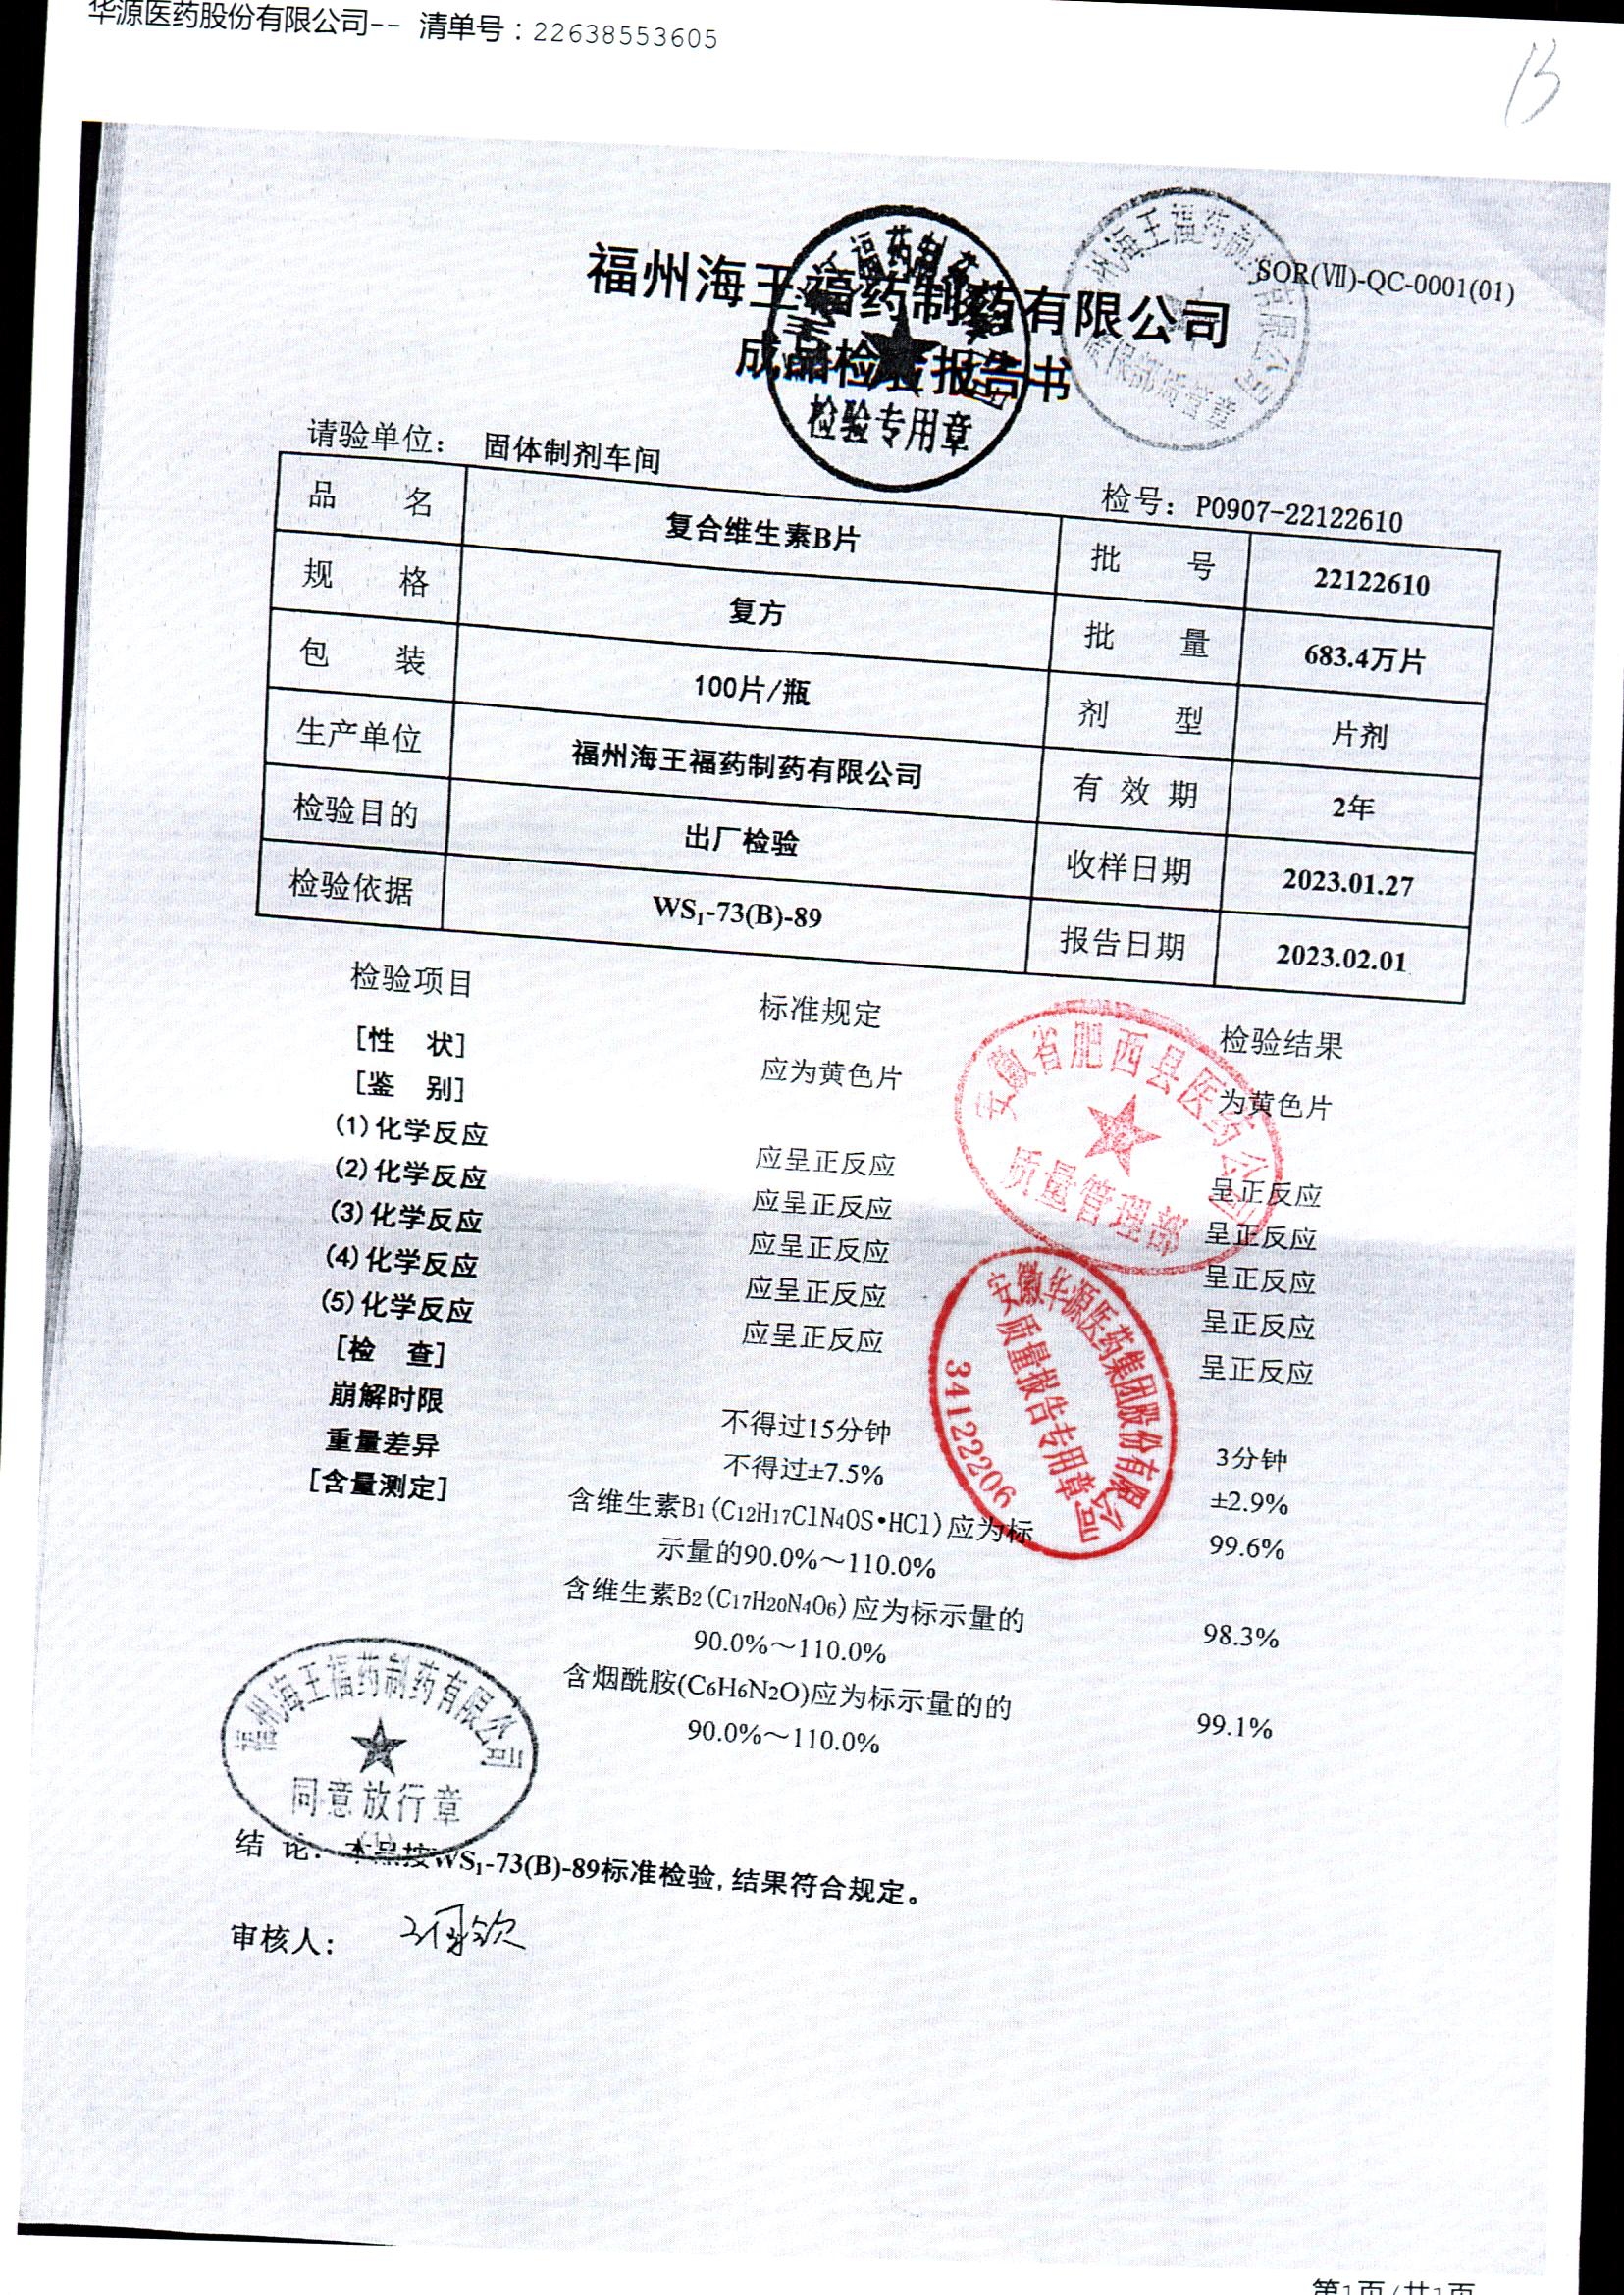 华源医药股份有限公司-- 清单号：22638553605
13
SOR(Ⅶ)-QC-0001(01)
福州海王福药制药有限公司
成品检验报告书
检验专用章
请验单位： 固体制剂车间
检号：P0907-22122610
品 名 复合维生素B片 批 号 22122610
规 格 复方 批 量 683.4万片
包 装 100片/瓶 剂 型 片剂
生产单位 福州海王福药制药有限公司 有 效 期 2年
检验目的 出厂检验 收样日期 2023.01.27
检验依据 WS₁-73(B)-89 报告日期 2023.02.01
检验项目 标准规定 检验结果
[性 状] 应为黄色片 为黄色片
[鉴 别]
(1)化学反应 应呈正反应 呈正反应
(2)化学反应 应呈正反应 呈正反应
(3)化学反应 应呈正反应 呈正反应
(4)化学反应 应呈正反应 呈正反应
(5)化学反应 应呈正反应 呈正反应
[检 查]
崩解时限 不得过15分钟 3分钟
重量差异 不得过±7.5% ±2.9%
[含量测定] 含维生素B₁(C₁₂H₁₇ClN₄OS•HCl)应为标 99.6%
示量的90.0%～110.0%
含维生素B₂(C₁₇H₂₀N₄O₆)应为标示量的 98.3%
90.0%～110.0%
含烟酰胺(C₆H₆N₂O)应为标示量的的 99.1%
90.0%～110.0%
安徽省肥西县医药公司
质量管理部
安徽华源医药集团股份有限公司
质量报告专用章
34122206
福州海王福药制药有限公司
同意放行章
(1)
结 论：本品按WS₁-73(B)-89标准检验,结果符合规定。
审核人：
第1页/共1页